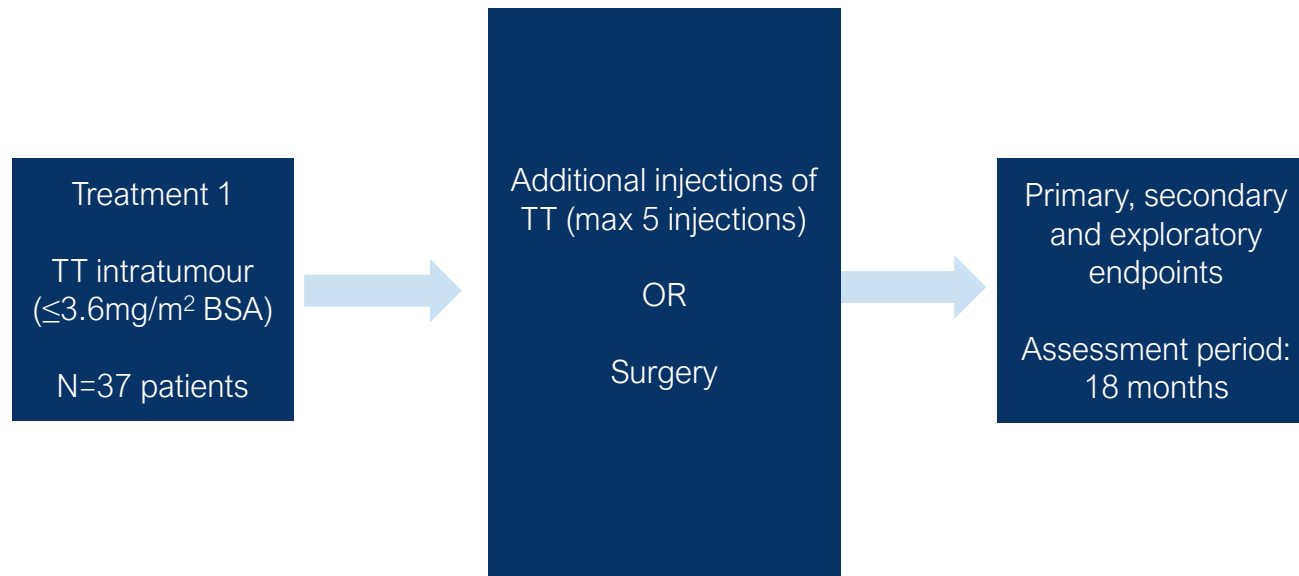 Treatment 1
TT intratumour
(≤3.6mg/m² BSA)
N=37 patients
Additional injections of
TT (max 5 injections)
OR
Surgery
Primary, secondary
and exploratory
endpoints
Assessment period:
18 months